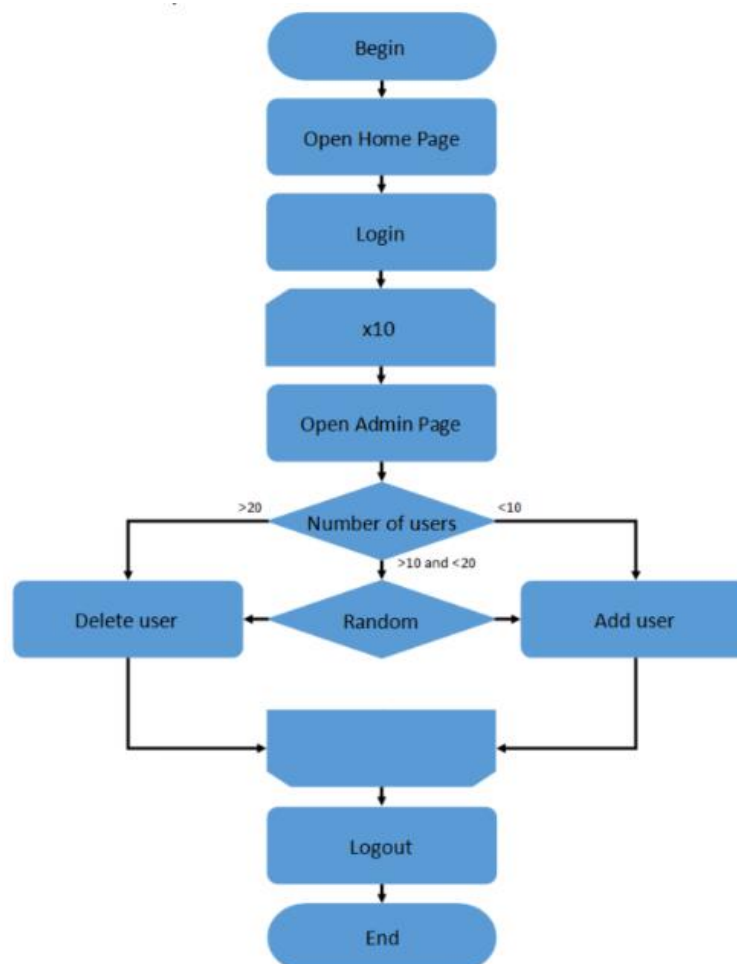 Begin
Open Home Page
Login
x10
Open Admin Page
>20
Number of users
<10
>10 and <20
Delete user
Random
Add user
Logout
End